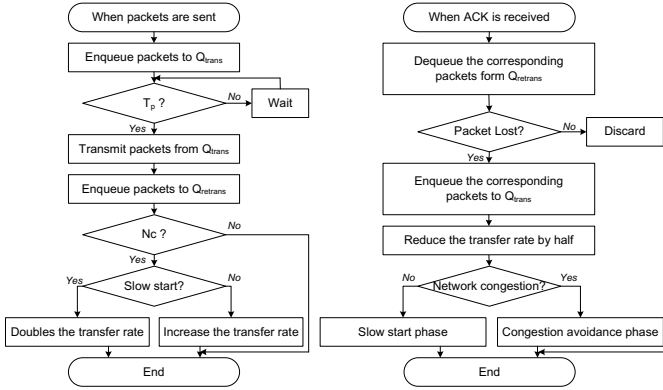 When packets are sent
Enqueue packets to Qtrans
Tp ?
No
Wait
Yes
Transmit packets from Qtrans
Enqueue packets to Qretrans
Nc ?
No
Yes
Slow start?
Yes
No
Doubles the transfer rate
Increase the transfer rate
End
When ACK is received
Dequeue the corresponding
packets form Qretrans
Packet Lost?
No
Discard
Yes
Enqueue the corresponding
packets to Qtrans
Reduce the transfer rate by half
No
Network congestion?
Yes
Slow start phase
Congestion avoidance phase
End